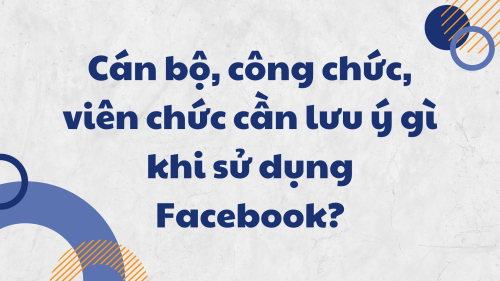 Cán bộ, công chức,
viên chức cần lưu ý gì
khi sử dụng
Facebook?